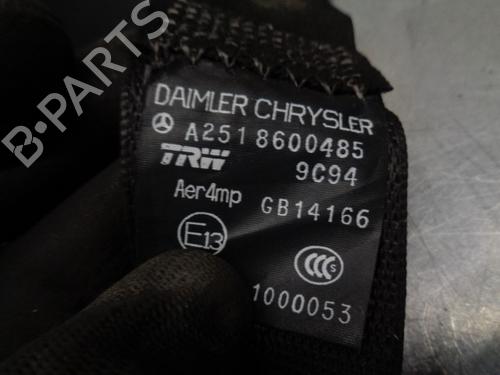 DAIMLER CHRYSLER
A251 8600485
TRW 9C94
Aer4mp GB14166
E13 CCC S
1000053
B-PARTS